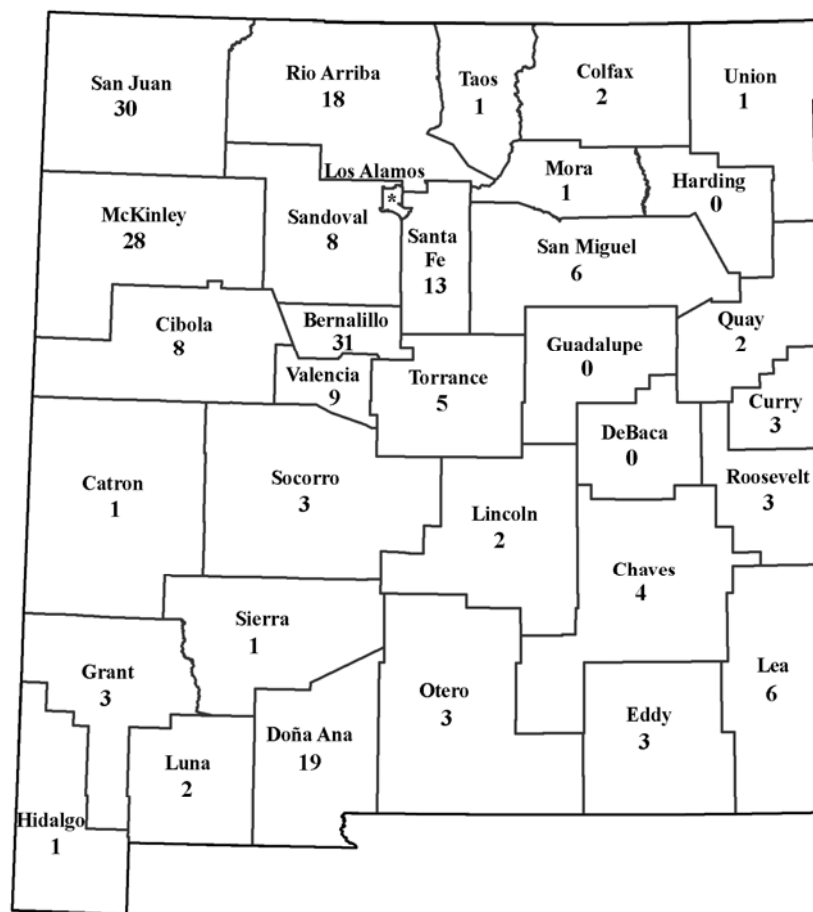 San Juan
30
Rio Arriba
18
Taos
1
Colfax
2
Union
1
Los Alamos
*
McKinley
28
Sandoval
8
Santa
Fe
13
Mora
1
Harding
0
San Miguel
6
Cibola
8
Bernalillo
31
Valencia
9
Torrance
5
Guadalupe
0
Quay
2
Curry
3
DeBaca
0
Roosevelt
3
Catron
1
Socorro
3
Lincoln
2
Chaves
4
Sierra
1
Grant
3
Otero
3
Lea
6
Eddy
3
Doña Ana
19
Luna
2
Hidalgo
1